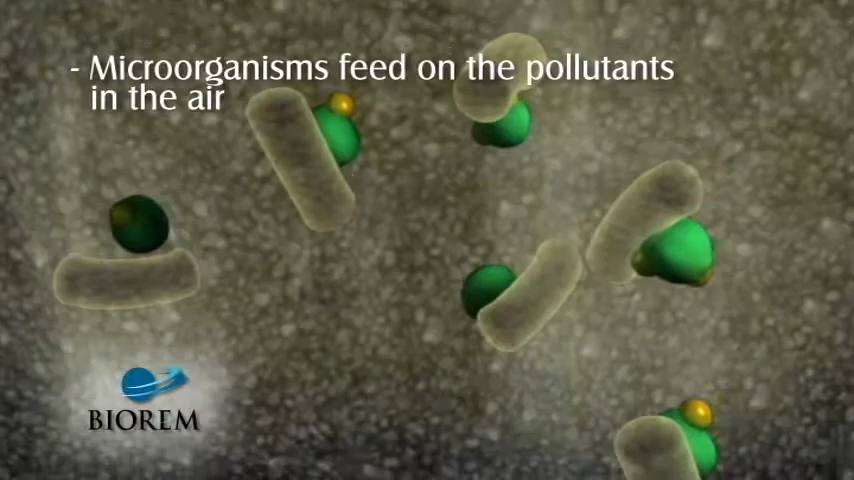 - Microorganisms feed on the pollutants
in the air
BIOREM